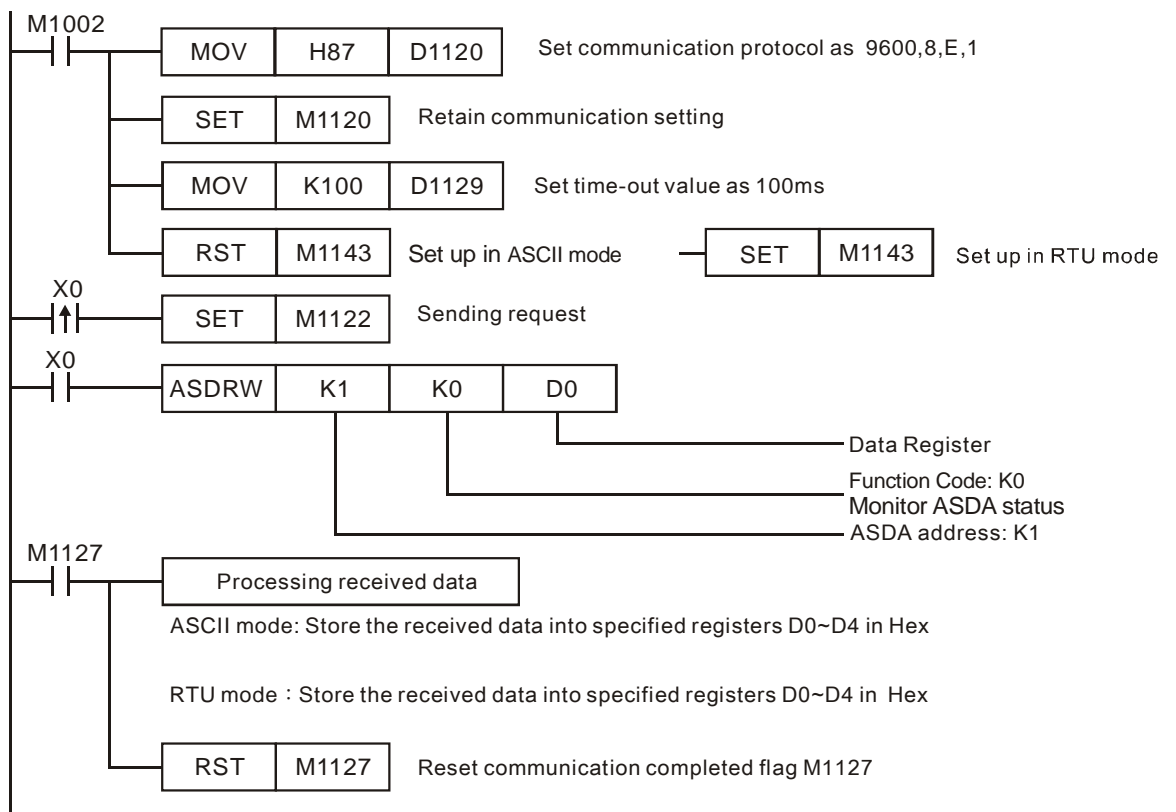 M1002
MOV H87 D1120 Set communication protocol as 9600,8,E,1
SET M1120 Retain communication setting
MOV K100 D1129 Set time-out value as 100ms
RST M1143 Set up in ASCII mode SET M1143 Set up in RTU mode
X0
SET M1122 Sending request
X0
ASDRW K1 K0 D0
Data Register
Function Code: K0
Monitor ASDA status
ASDA address: K1
M1127
Processing received data
ASCII mode: Store the received data into specified registers D0~D4 in Hex
RTU mode：Store the received data into specified registers D0~D4 in Hex
RST M1127 Reset communication completed flag M1127